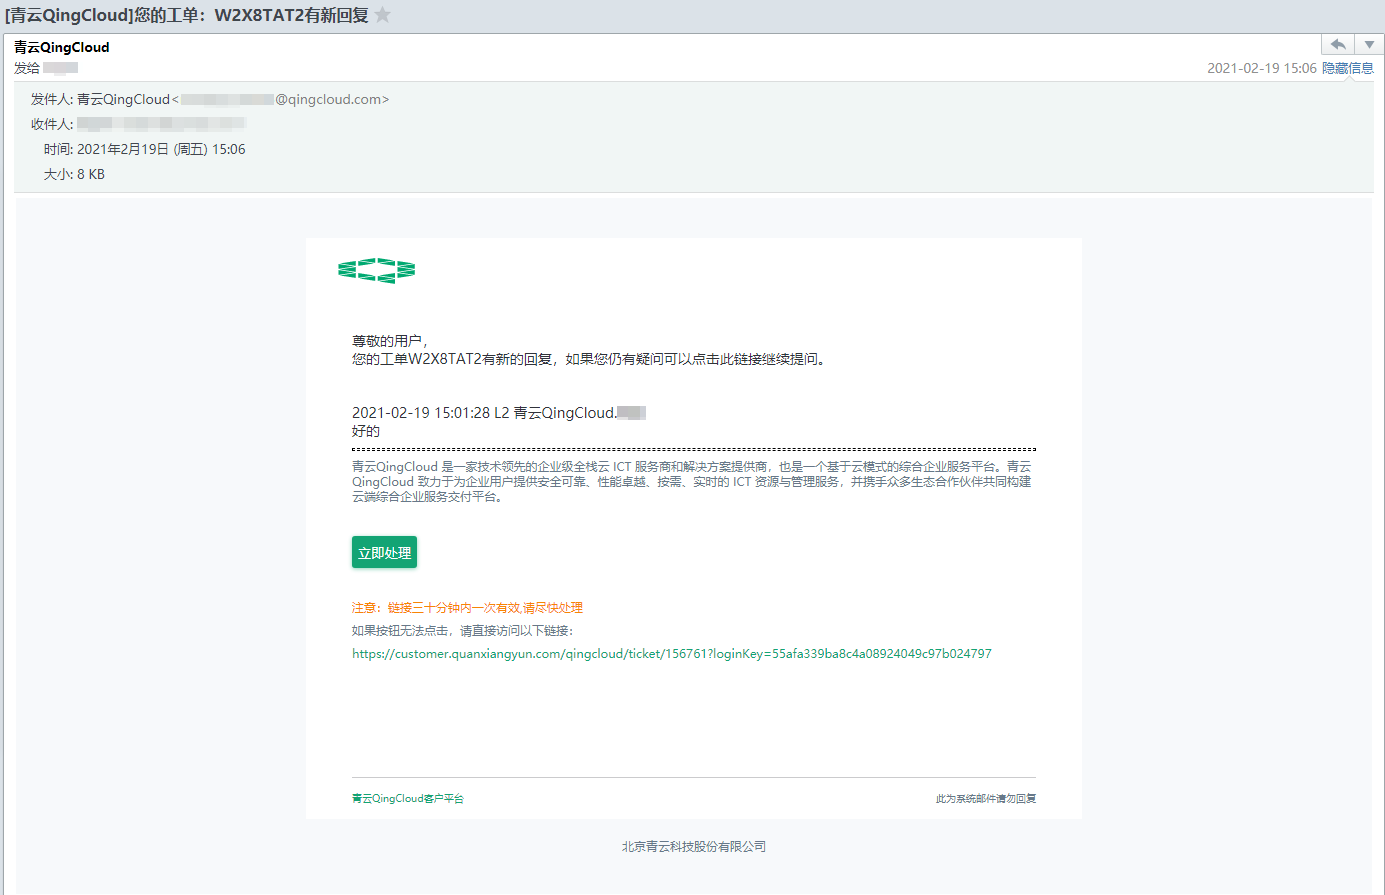 [青云QingCloud]您的工单：W2X8TAT2有新回复
青云QingCloud
发给
2021-02-19 15:06 隐藏信息
发件人: 青云QingCloud<@qingcloud.com>
收件人:
时间: 2021年2月19日 (周五) 15:06
大小: 8 KB
尊敬的用户，
您的工单W2X8TAT2有新的回复，如果您仍有疑问可以点击此链接继续提问。
2021-02-19 15:01:28 L2 青云QingCloud.
好的
青云QingCloud 是一家技术领先的企业级全栈云 ICT 服务商和解决方案提供商，也是一个基于云模式的综合企业服务平台。青云
QingCloud 致力于为企业用户提供安全可靠、性能卓越、按需、实时的 ICT 资源与管理服务，并携手众多生态合作伙伴共同构建
云端综合企业服务交付平台。
立即处理
注意：链接三十分钟内一次有效,请尽快处理
如果按钮无法点击，请直接访问以下链接：
https://customer.quanxiangyun.com/qingcloud/ticket/156761?loginKey=55afa339ba8c4a08924049c97b024797
青云QingCloud客户平台
此为系统邮件请勿回复
北京青云科技股份有限公司